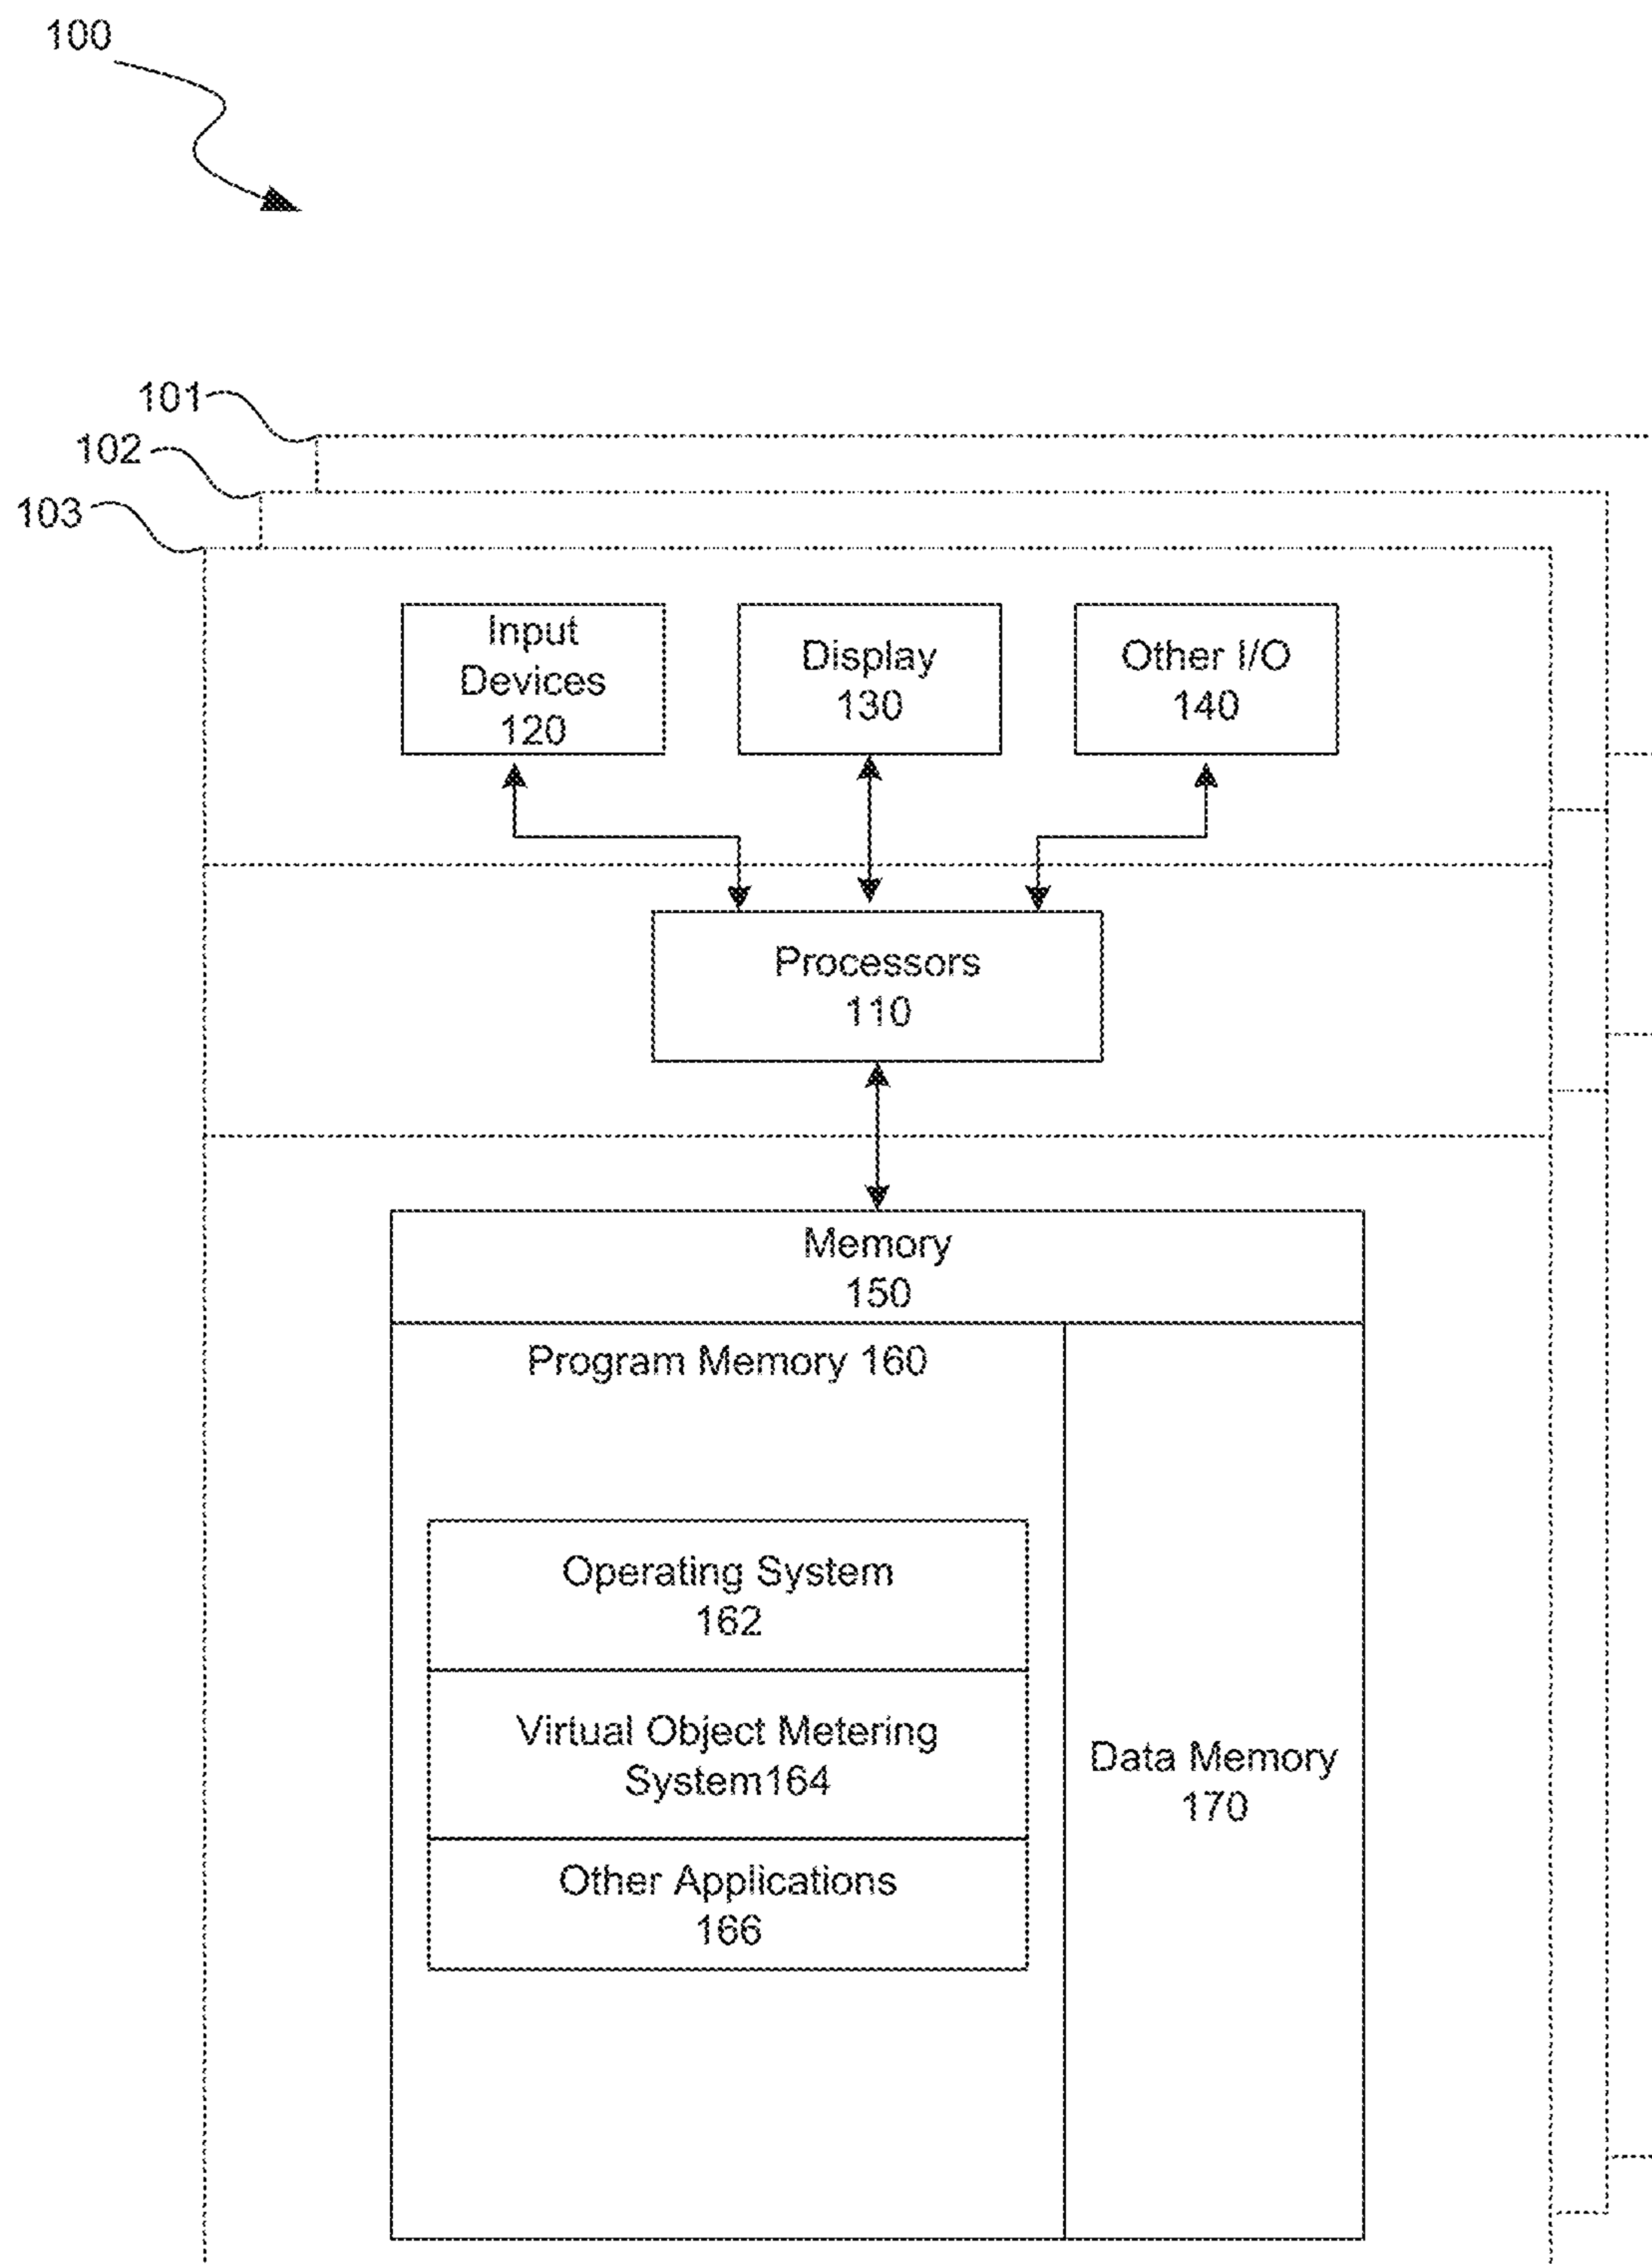 100
101
102
103
Input
Devices
120
Display
130
Other I/O
140
Processors
110
Memory
150
Program Memory 160
Operating System
162
Virtual Object Metering
System164
Other Applications
166
Data Memory
170